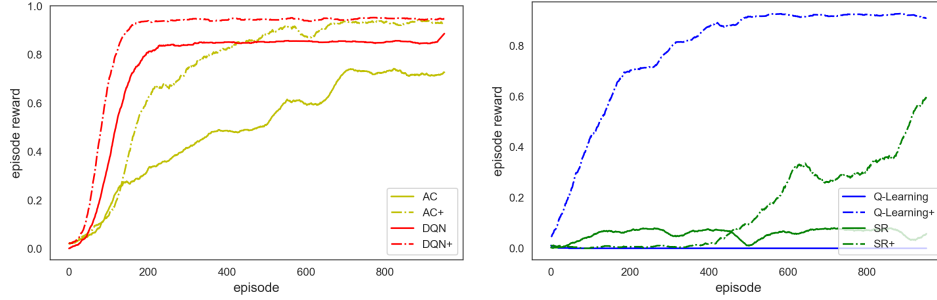 1.0
0.8
0.6
0.4
0.2
0.0
episode reward
0
200
400
600
800
episode
AC
AC+
DQN
DQN+
0.8
0.6
0.4
0.2
0.0
episode reward
0
200
400
600
800
episode
Q-Learning
Q-Learning+
SR
SR+